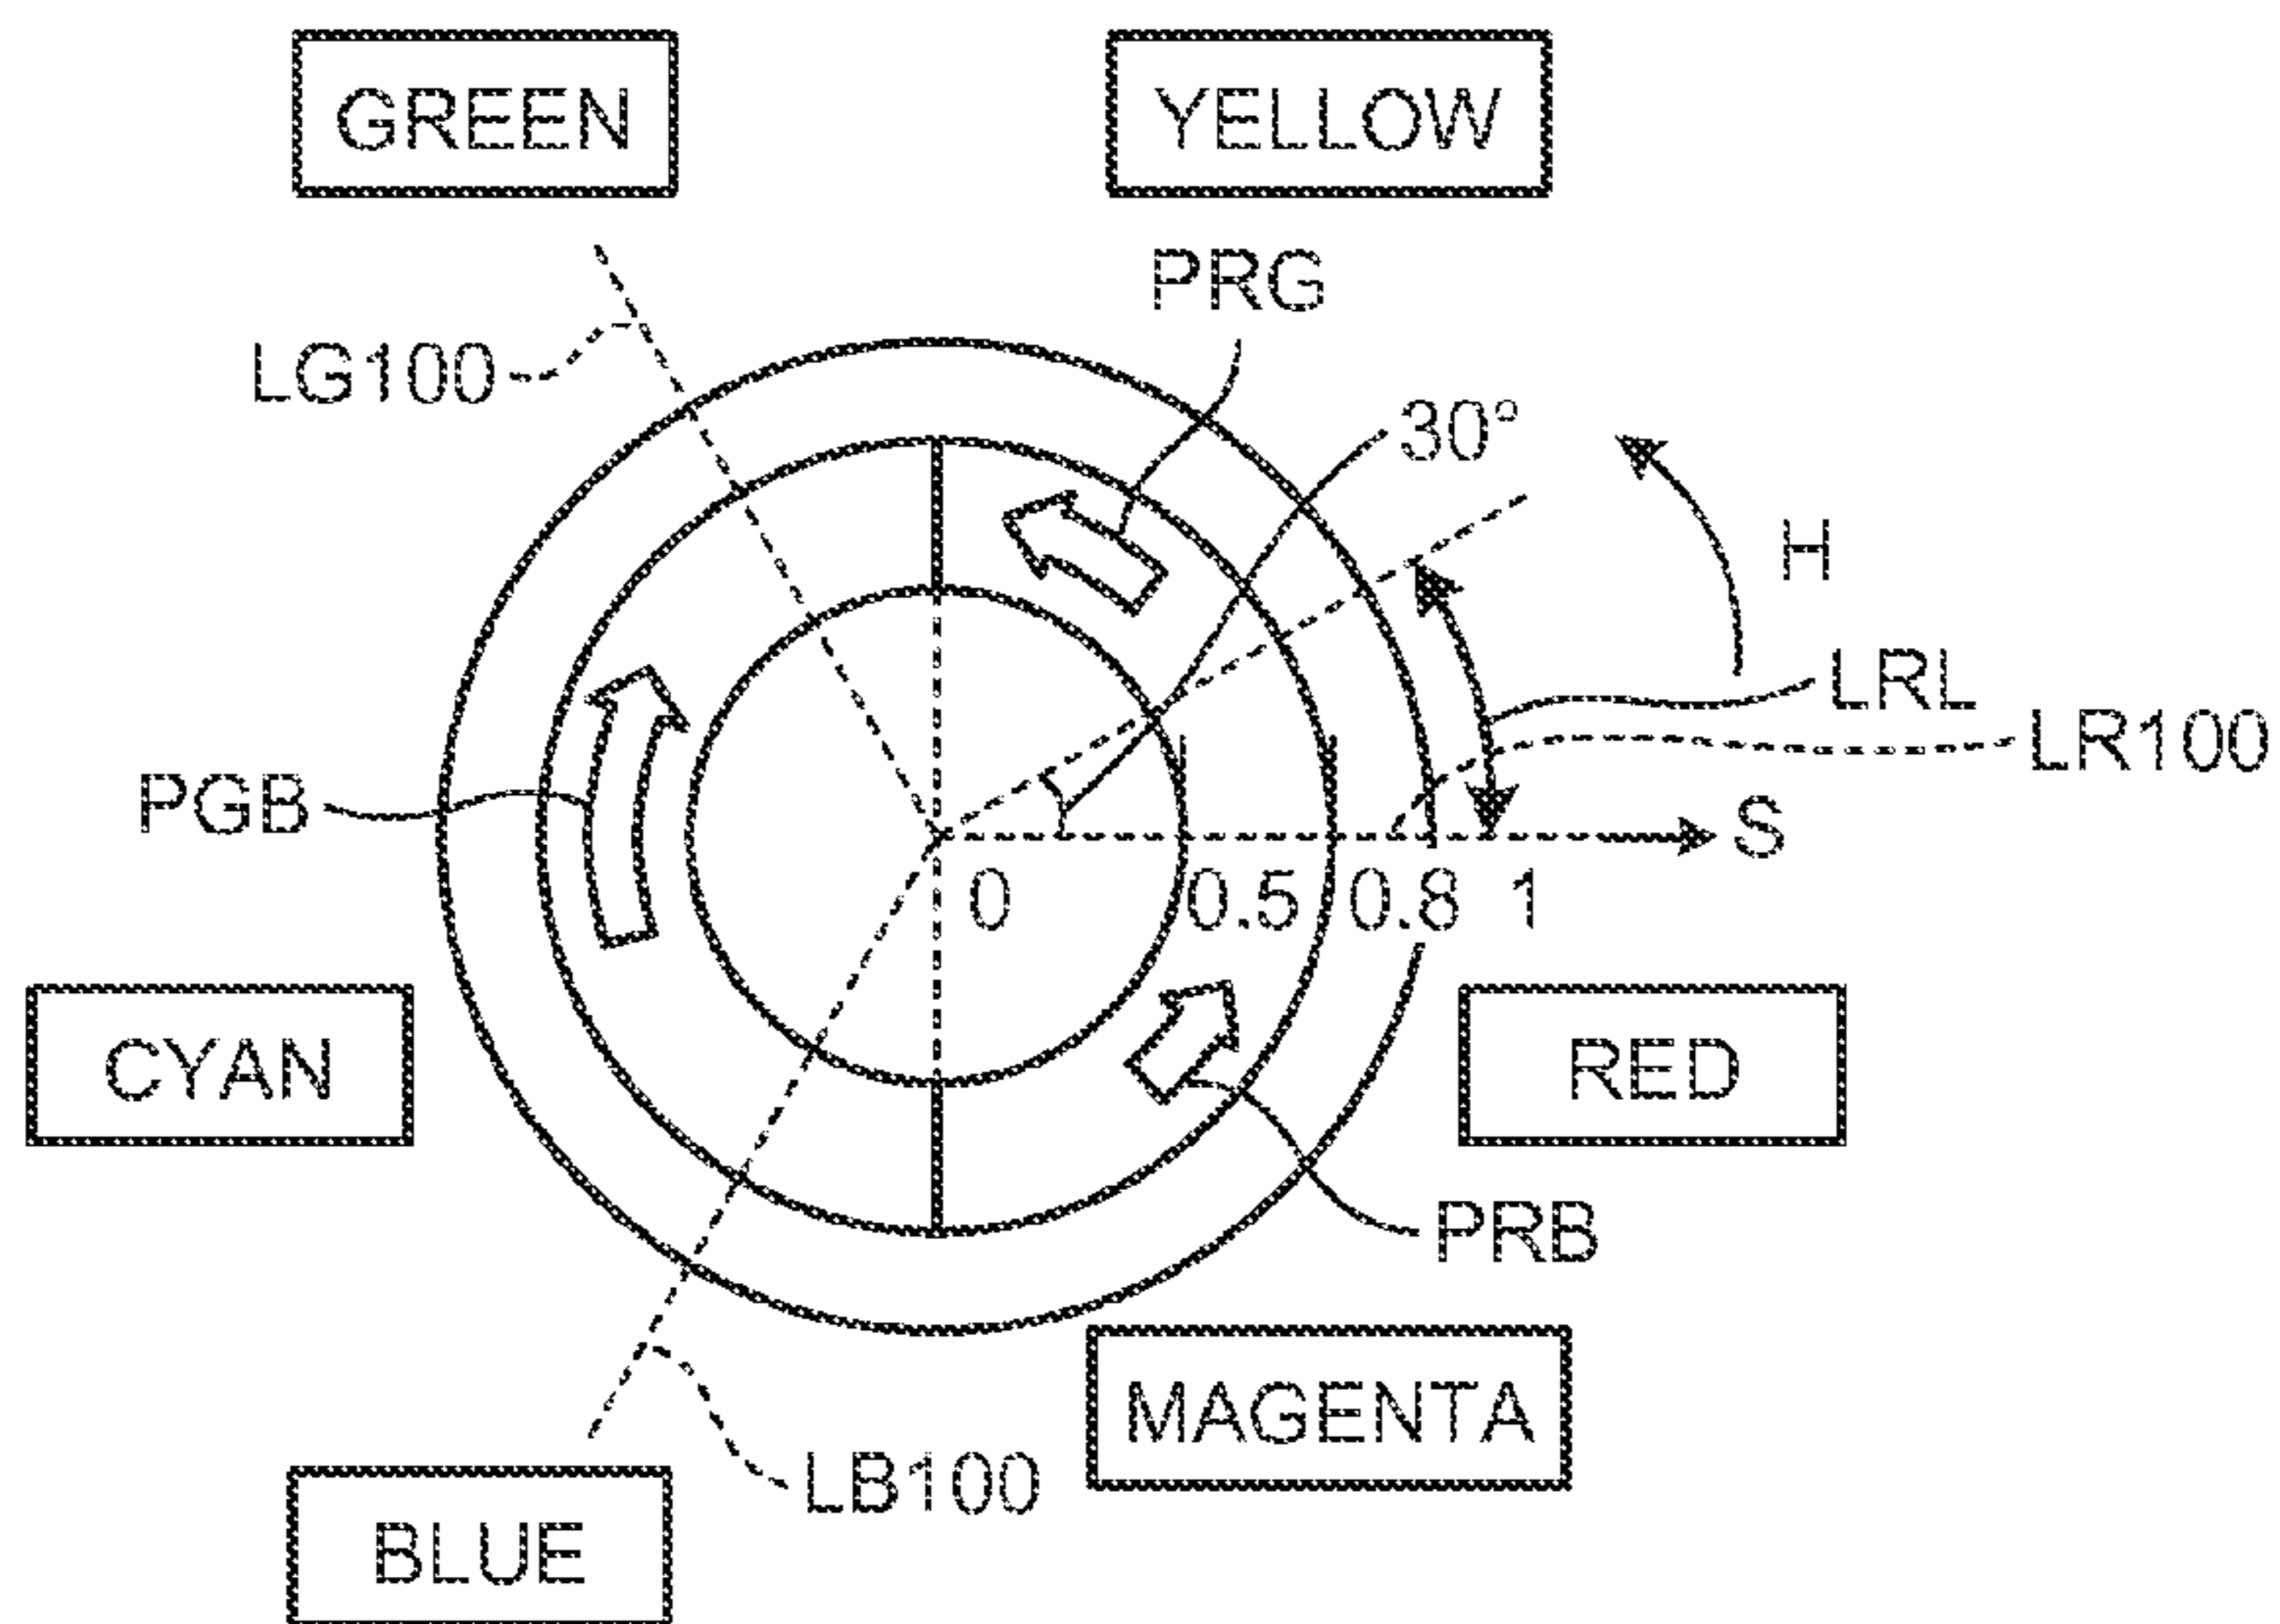 GREEN
YELLOW
PRG
LG100
30°
H
LRL
LR100
PGB
S
0
0.5
0.8
1
CYAN
RED
PRB
MAGENTA
LB100
BLUE